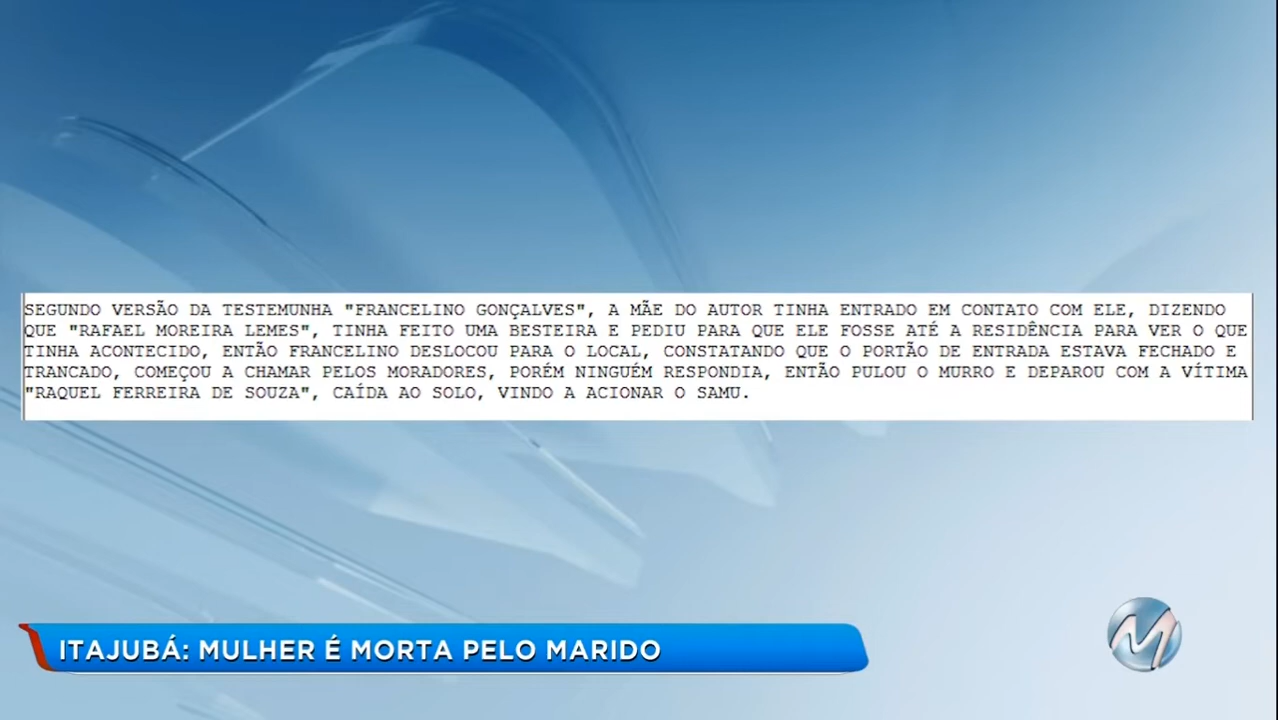 SEGUNDO VERSÃO DA TESTEMUNHA "FRANCELINO GONÇALVES", A MÃE DO AUTOR TINHA ENTRADO EM CONTATO COM ELE, DIZENDO
QUE "RAFAEL MOREIRA LEMES", TINHA FEITO UMA BESTEIRA E PEDIU PARA QUE ELE FOSSE ATÉ A RESIDÊNCIA PARA VER O QUE
TINHA ACONTECIDO, ENTÃO FRANCELINO DESLOCOU PARA O LOCAL, CONSTATANDO QUE O PORTÃO DE ENTRADA ESTAVA FECHADO E
TRANCADO, COMEÇOU A CHAMAR PELOS MORADORES, PORÉM NINGUÉM RESPONDIA, ENTÃO PULOU O MURRO E DEPAROU COM A VÍTIMA
"RAQUEL FERREIRA DE SOUZA", CAÍDA AO SOLO, VINDO A ACIONAR O SAMU.
ITAJUBÁ: MULHER É MORTA PELO MARIDO
M